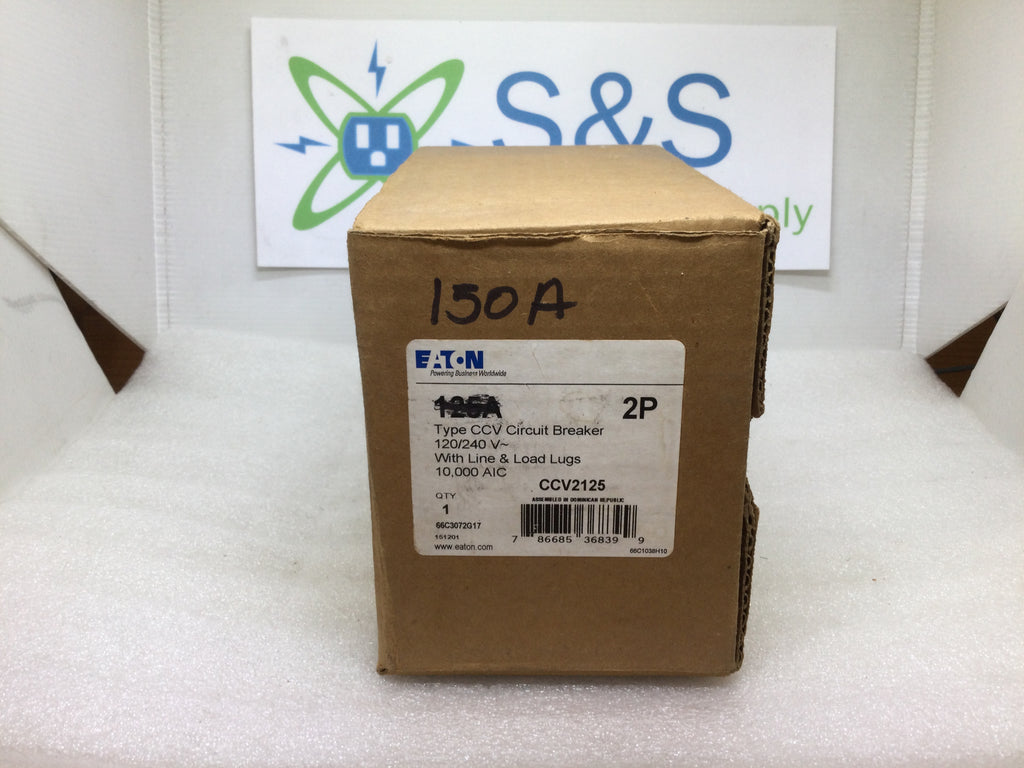 S&S
ply
150A
EATON
Powering Business Worldwide
125A 2P
Type CCV Circuit Breaker
120/240 V~
With Line & Load Lugs
10,000 AIC
CCV2125
QTY
1
ASSEMBLED IN DOMINICAN REPUBLIC
66C3072G17
151201
7 86685 36839 9
www.eaton.com
66C1038H10